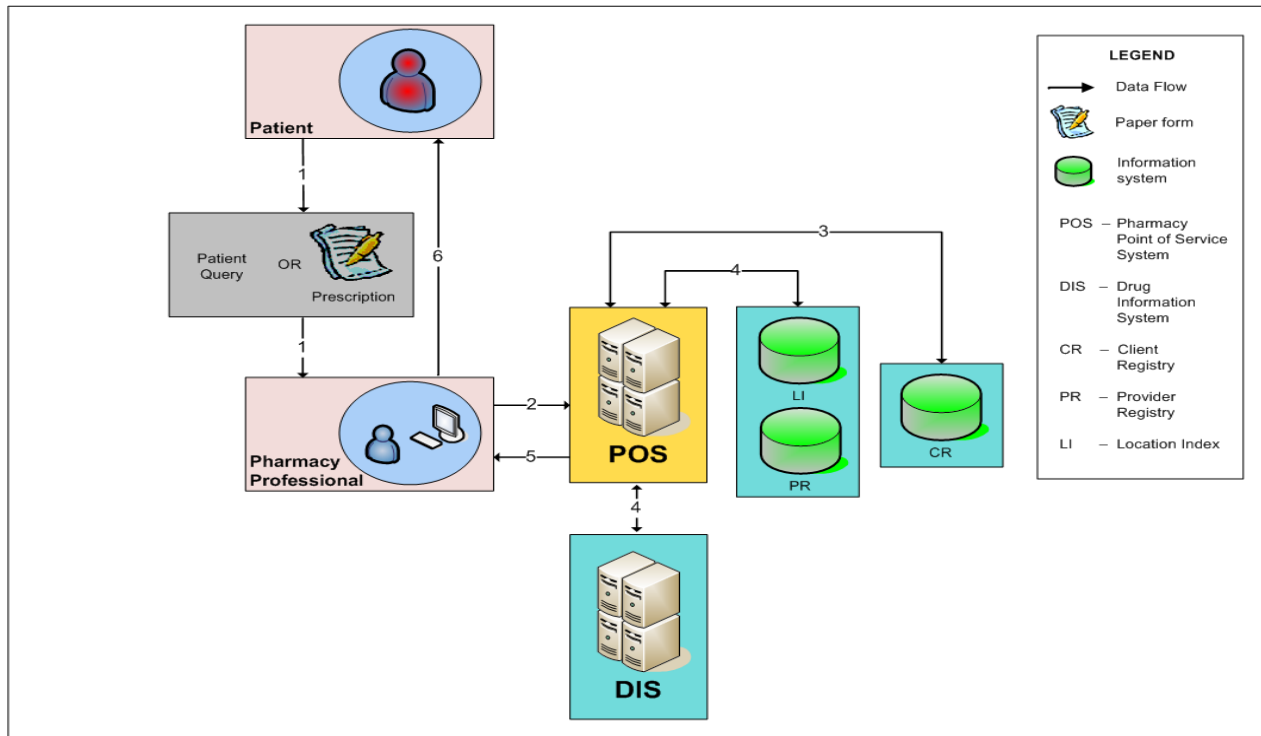 Patient
1
Patient
Query
OR
Prescription
1
6
Pharmacy
Professional
2
5
POS
3
4
LI
PR
CR
4
DIS
LEGEND
Data Flow
Paper form
Information
system
POS – Pharmacy
Point of Service
System
DIS – Drug
Information
System
CR – Client
Registry
PR – Provider
Registry
LI – Location Index